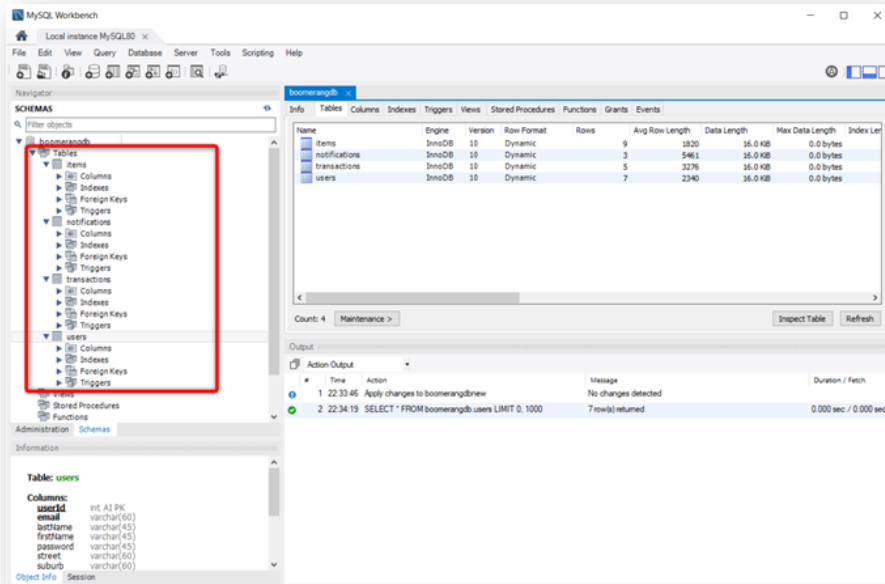 MySQL Workbench
Local instance MySQL80 ×
File Edit View Query Database Server Tools Scripting Help
Navigator
SCHEMAS
Filter objects
boomerangdb
Tables
items
Columns
Indexes
Foreign Keys
Triggers
notifications
Columns
Indexes
Foreign Keys
Triggers
transactions
Columns
Indexes
Foreign Keys
Triggers
users
Columns
Indexes
Foreign Keys
Triggers
Views
Stored Procedures
Functions
Administration Schemas
Information
Table: users
Columns:
userId int AI PK
email varchar(60)
lastName varchar(45)
firstName varchar(45)
password varchar(45)
street varchar(60)
suburb varchar(60)
Object Info Session
boomerangdb ×
Info Tables Columns Indexes Triggers Views Stored Procedures Functions Grants Events
Name Engine Version Row Format Rows Avg Row Length Data Length Max Data Length Index Ler
items InnoDB 10 Dynamic 9 1820 16.0 KiB 0.0 bytes
notifications InnoDB 10 Dynamic 3 5461 16.0 KiB 0.0 bytes
transactions InnoDB 10 Dynamic 5 3276 16.0 KiB 0.0 bytes
users InnoDB 10 Dynamic 7 2340 16.0 KiB 0.0 bytes
Count: 4 Maintenance > Inspect Table Refresh
Output
Action Output
# Time Action Message Duration / Fetch
1 22:33:46 Apply changes to boomerangdbnew No changes detected
2 22:34:19 SELECT * FROM boomerangdb.users LIMIT 0, 1000 7 row(s) returned 0.000 sec / 0.000 sec